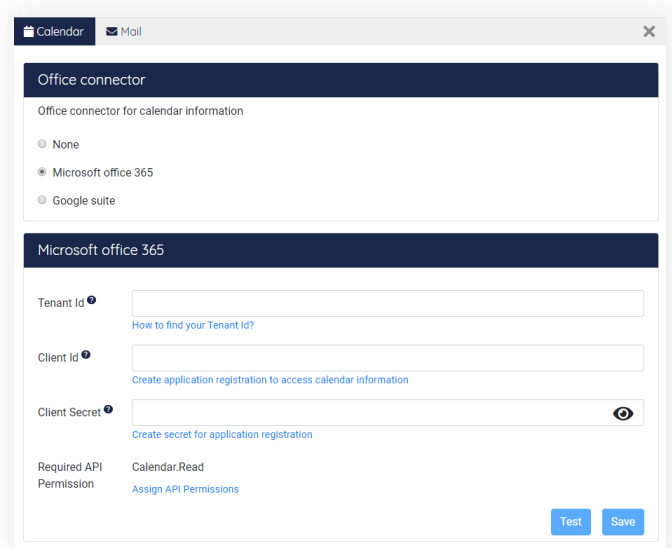 Calendar
Mail
Office connector
Office connector for calendar information
None
Microsoft office 365
Google suite
Microsoft office 365
Tenant Id
How to find your Tenant Id?
Client Id
Create application registration to access calendar information
Client Secret
Create secret for application registration
Required API Permission
Calendar.Read
Assign API Permissions
Test
Save